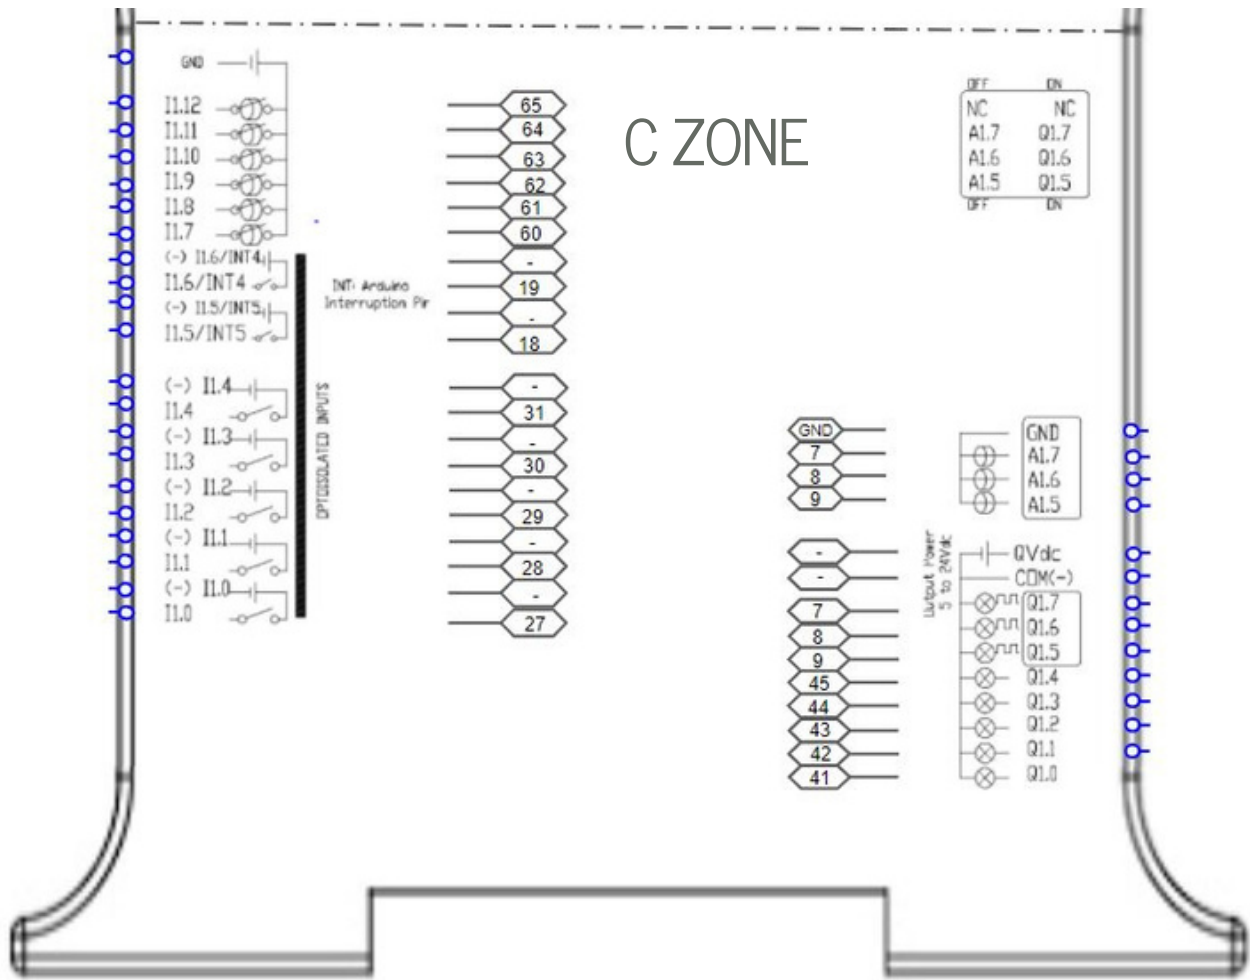 GND
I1.12
I1.11
I1.10
I1.9
I1.8
I1.7
(-) I1.6/INT4
I1.6/INT4
(-) I1.5/INT5
I1.5/INT5
(-) I1.4
I1.4
(-) I1.3
I1.3
(-) I1.2
I1.2
(-) I1.1
I1.1
(-) I1.0
I1.0
OPTOISOLATED INPUTS
INT: Arduino
Interruption Pin
65
64
63
62
61
60
-
19
-
18
-
31
-
30
-
29
-
28
-
27
C ZONE
OFF ON
NC NC
A1.7 Q1.7
A1.6 Q1.6
A1.5 Q1.5
OFF ON
GND
7
8
9
-
-
7
8
9
45
44
43
42
41
GND
A1.7
A1.6
A1.5
Output Power
5 to 24Vdc
QVdc
COM(-)
Q1.7
Q1.6
Q1.5
Q1.4
Q1.3
Q1.2
Q1.1
Q1.0